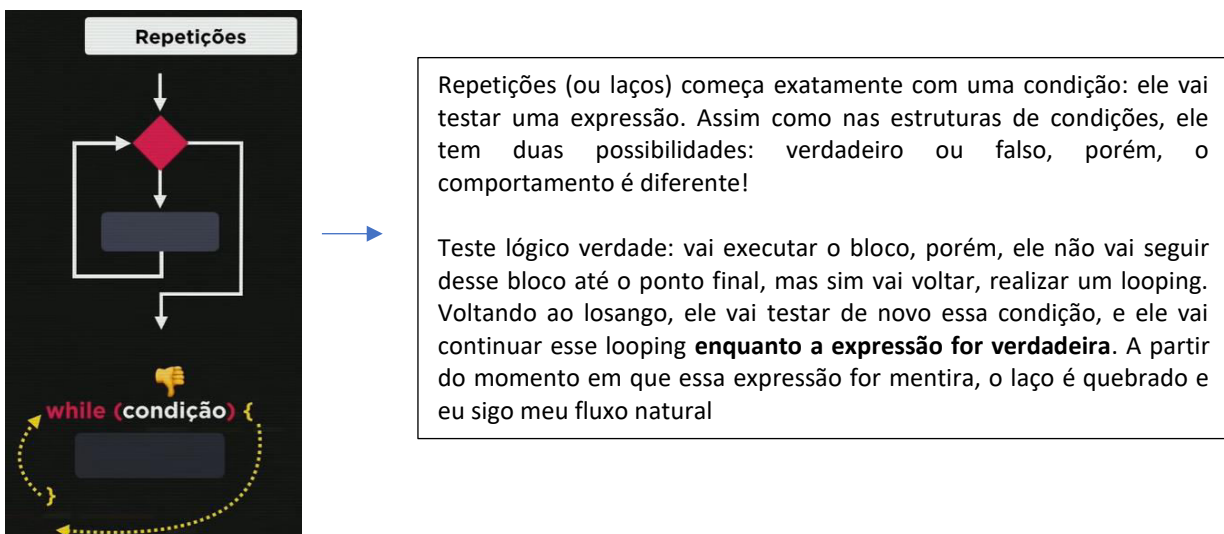 Repetições
while (condição) {
}
Repetições (ou laços) começa exatamente com uma condição: ele vai
testar uma expressão. Assim como nas estruturas de condições, ele
tem duas possibilidades: verdadeiro ou falso, porém, o
comportamento é diferente!
Teste lógico verdade: vai executar o bloco, porém, ele não vai seguir
desse bloco até o ponto final, mas sim vai voltar, realizar um looping.
Voltando ao losango, ele vai testar de novo essa condição, e ele vai
continuar esse looping enquanto a expressão for verdadeira. A partir
do momento em que essa expressão for mentira, o laço é quebrado e
eu sigo meu fluxo natural